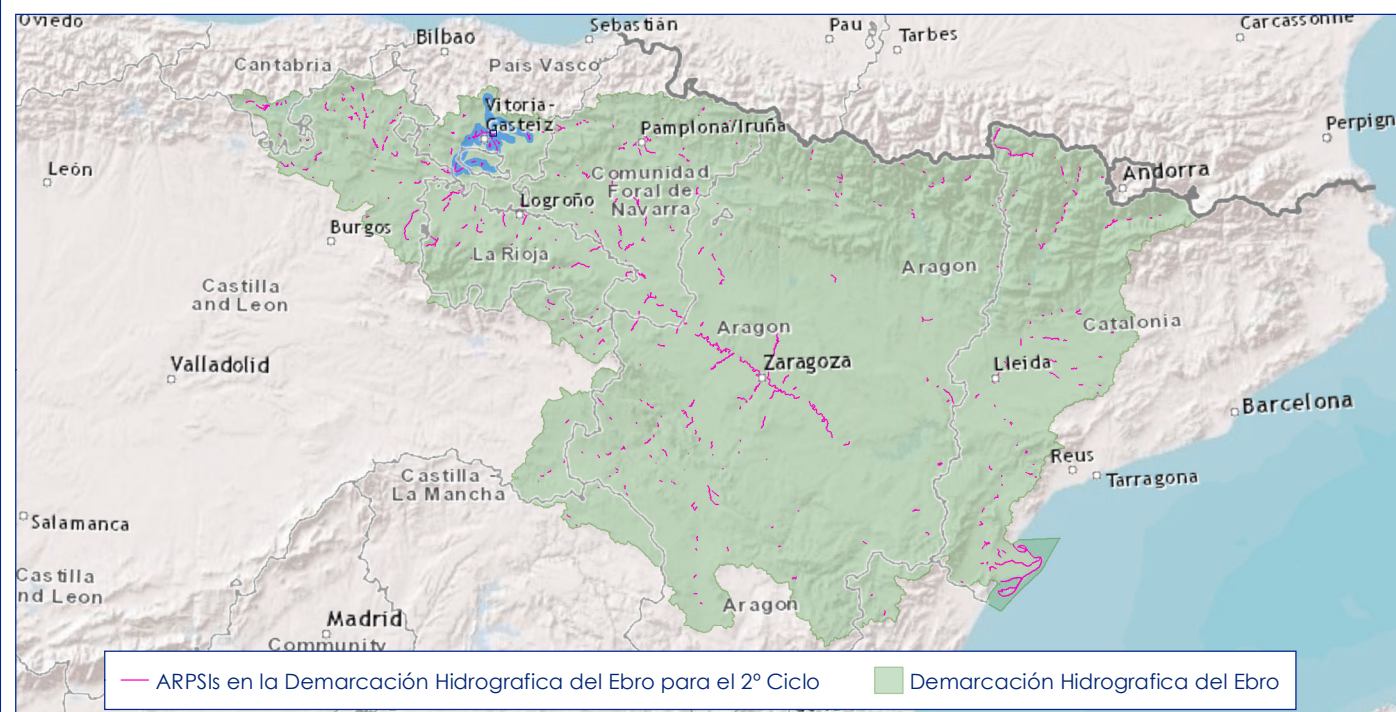 Oviedo
Sebastián
Pau
Carcassonne
Bilbao
Tarbes
Cantabria
País Vasco
Vitoria-
Gasteiz
Pamplona/Iruña
Perpign
León
Comunidad
Foral de
Navarra
Andorra
Logroño
Burgos
La Rioja
Aragon
Castilla
and Leon
Aragon
Catalonia
Valladolid
Zaragoza
Lleida
Barcelona
Castilla
La Mancha
Reus
Tarragona
Salamanca
Castilla
nd Leon
Aragon
Madrid
Community
ARPSIs en la Demarcación Hidrografica del Ebro para el 2º Ciclo
Demarcación Hidrografica del Ebro